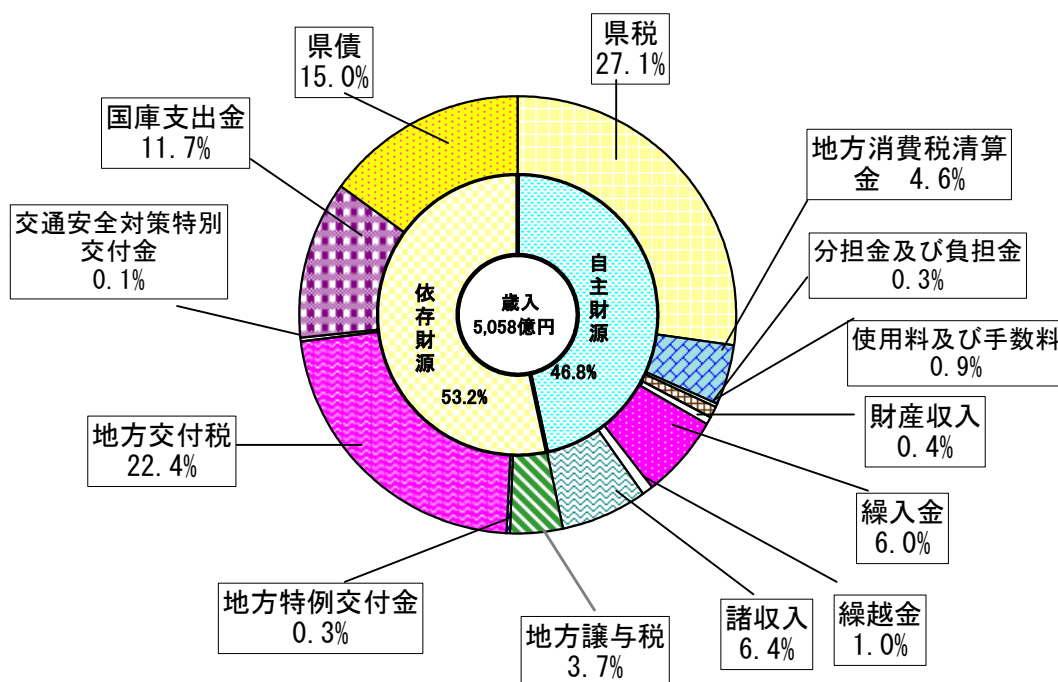 県債
15.0%
県税
27.1%
国庫支出金
11.7%
地方消費税清算
金 4.6%
交通安全対策特別
交付金
0.1%
分担金及び負担金
0.3%
使用料及び手数料
0.9%
財産収入
0.4%
歳入
5,058億円
自主財源
46.8%
依存財源
53.2%
地方交付税
22.4%
繰入金
6.0%
地方特例交付金
0.3%
地方譲与税
3.7%
諸収入
6.4%
繰越金
1.0%